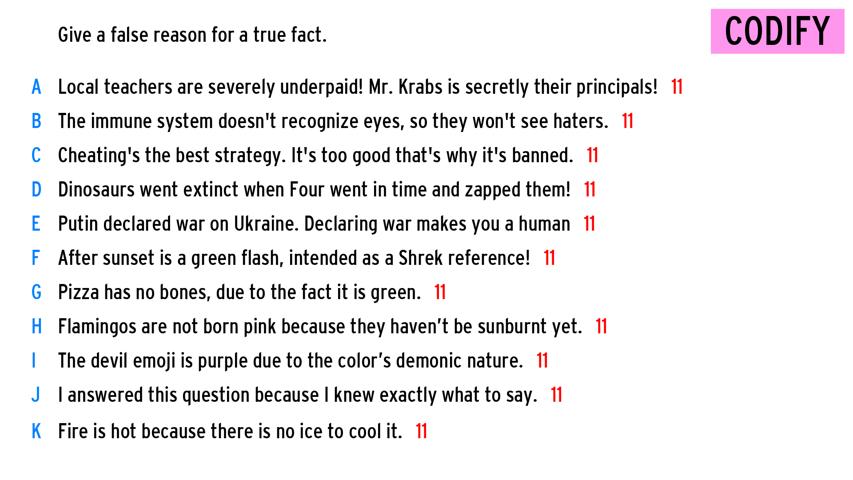 Give a false reason for a true fact.
CODIFY
A Local teachers are severely underpaid! Mr. Krabs is secretly their principals! 11
B The immune system doesn't recognize eyes, so they won't see haters. 11
C Cheating's the best strategy. It's too good that's why it's banned. 11
D Dinosaurs went extinct when Four went in time and zapped them! 11
E Putin declared war on Ukraine. Declaring war makes you a human 11
F After sunset is a green flash, intended as a Shrek reference! 11
G Pizza has no bones, due to the fact it is green. 11
H Flamingos are not born pink because they haven’t be sunburnt yet. 11
I The devil emoji is purple due to the color’s demonic nature. 11
J I answered this question because I knew exactly what to say. 11
K Fire is hot because there is no ice to cool it. 11